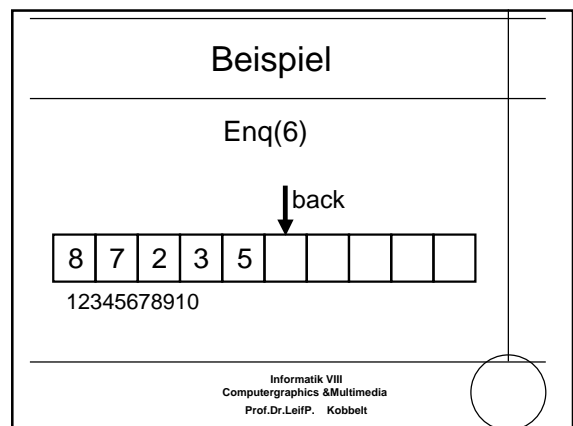 Beispiel
Enq(6)
back
8 7 2 3 5
12345678910
Informatik VIII
Computergraphics &Multimedia
Prof.Dr.LeifP. Kobbelt